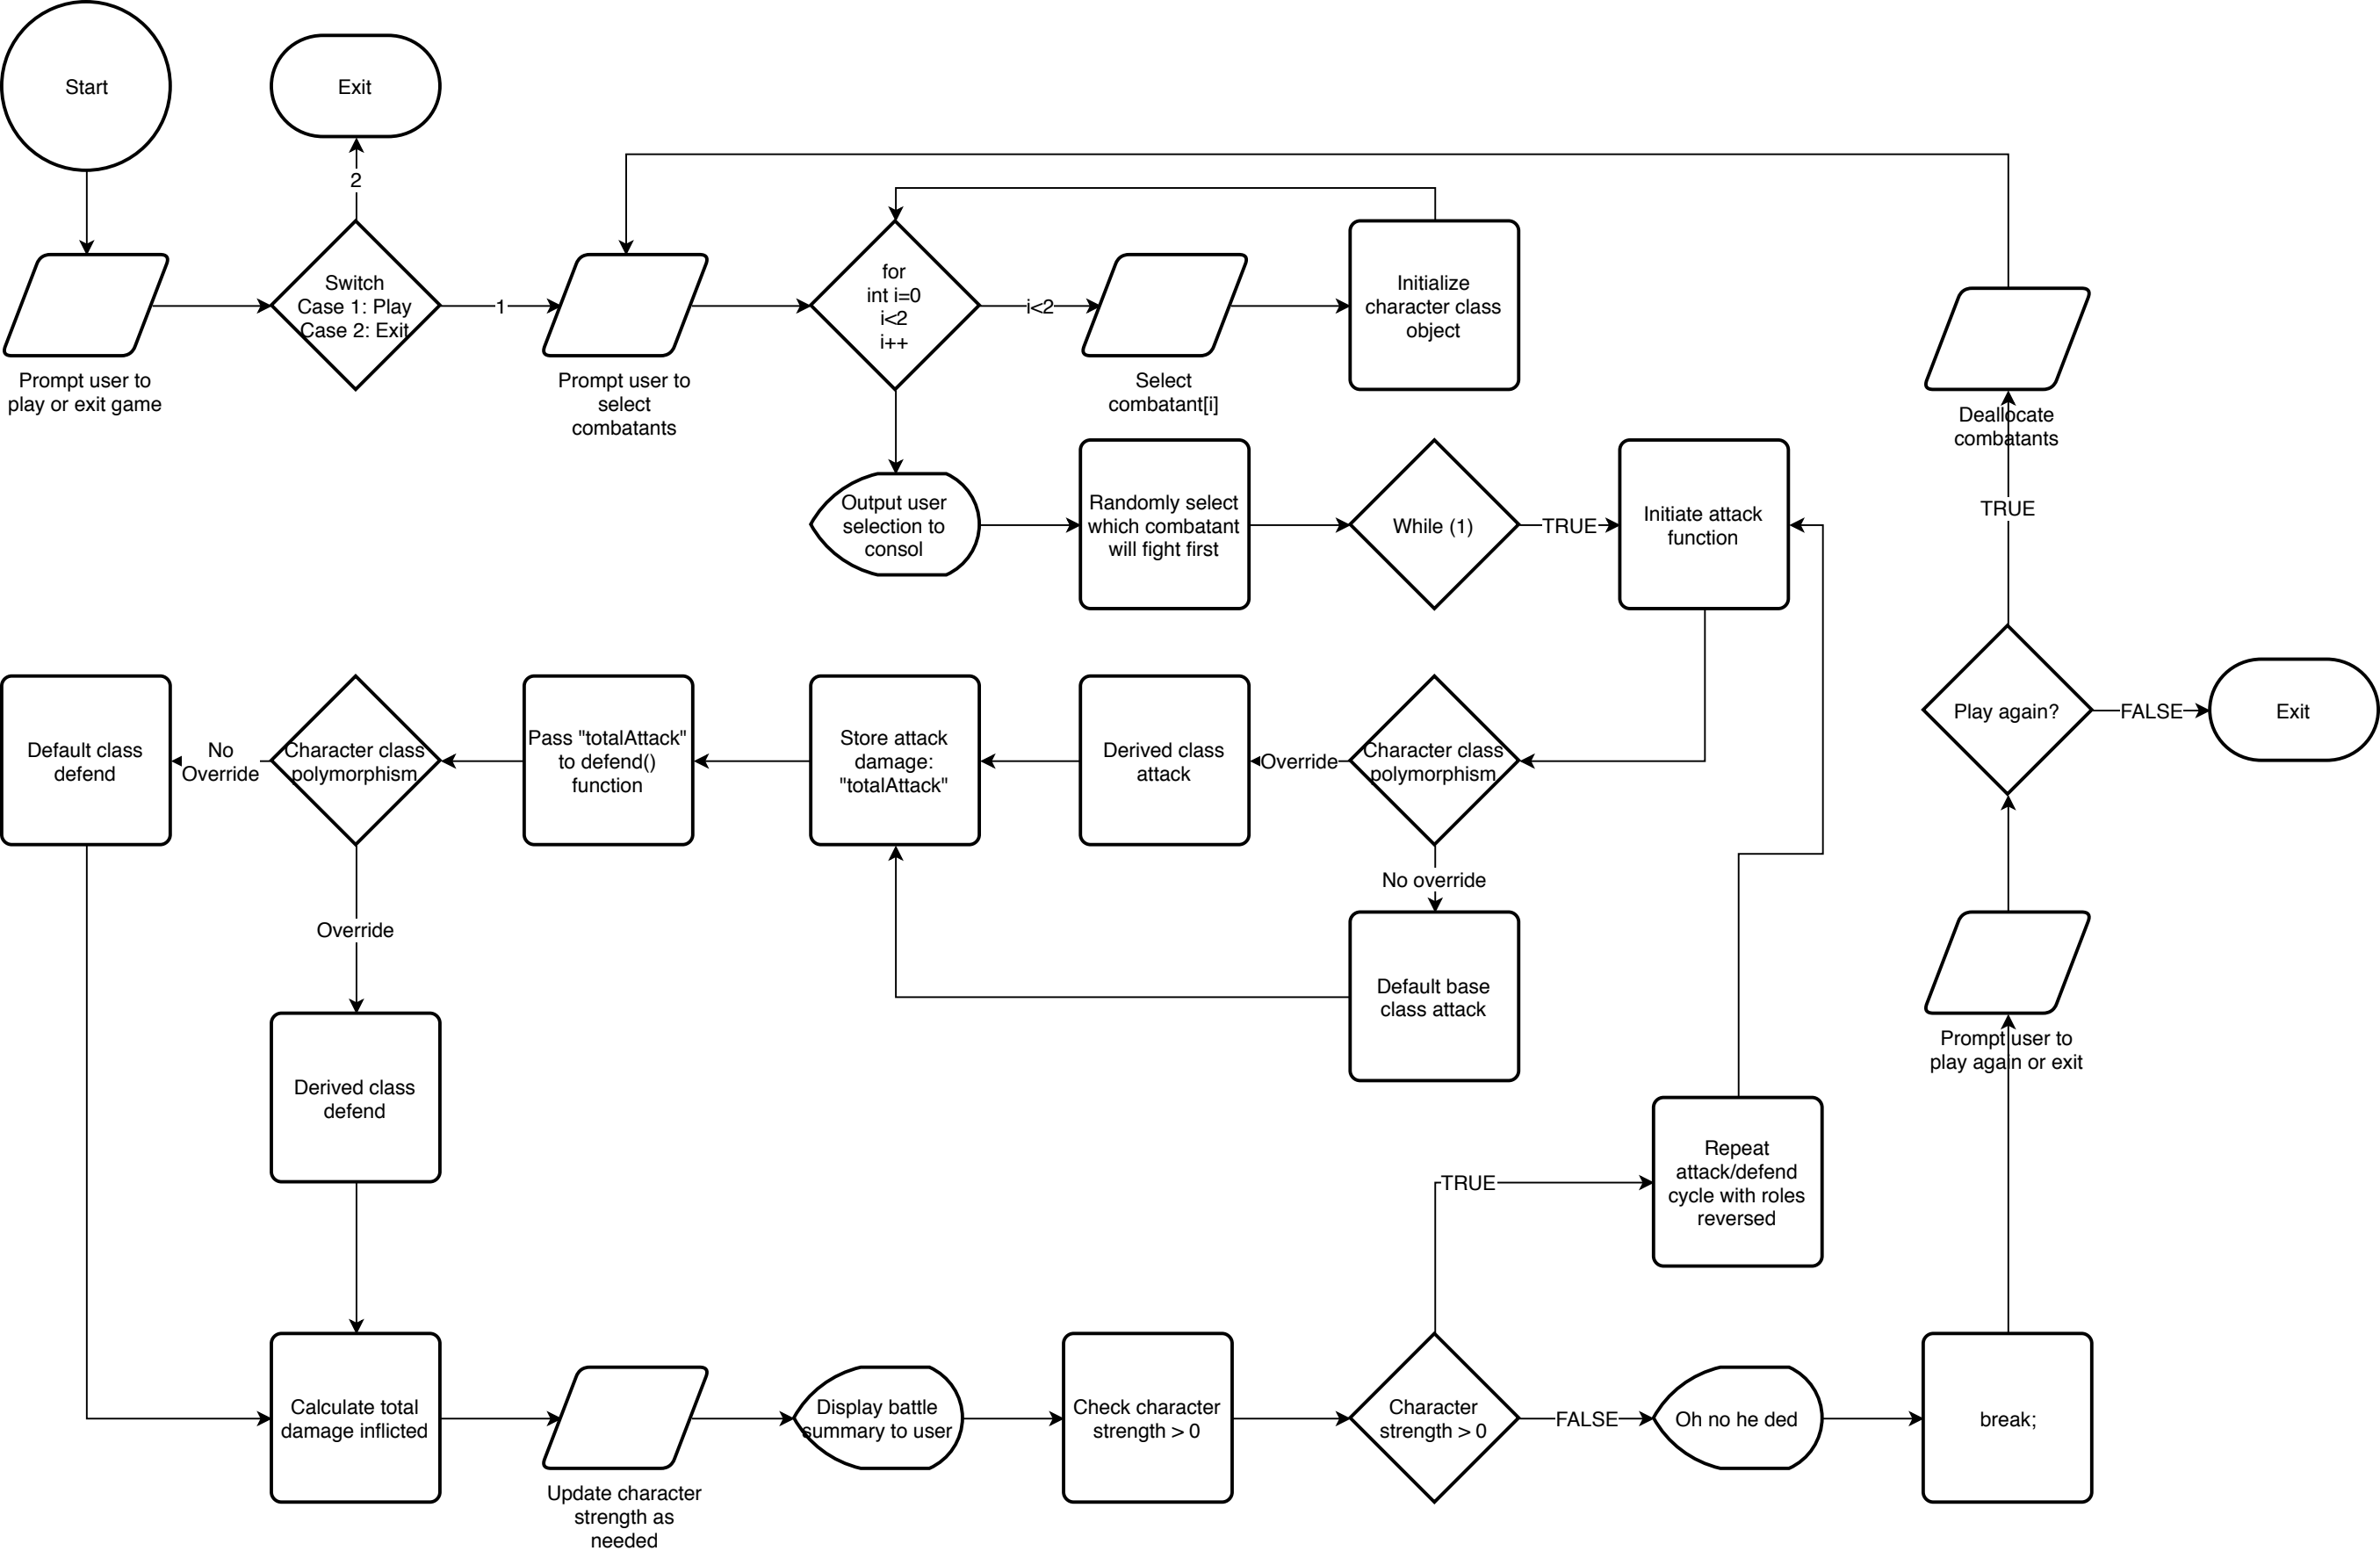 Start
Exit
2
Switch
Case 1: Play
Case 2: Exit
1
for
int i=0
i<2
i++
i<2
Initialize
character class
object
Prompt user to
play or exit game
Prompt user to
select
combatants
Select
combatant[i]
Deallocate
combatants
Output user
selection to
consol
Randomly select
which combatant
will fight first
While (1)
TRUE
Initiate attack
function
TRUE
Default class
defend
No
Override
Character class
polymorphism
Pass "totalAttack"
to defend()
function
Store attack
damage:
"totalAttack"
Derived class
attack
Override
Character class
polymorphism
Play again?
FALSE
Exit
No override
Override
Default base
class attack
Prompt user to
play again or exit
Derived class
defend
TRUE
Repeat
attack/defend
cycle with roles
reversed
Calculate total
damage inflicted
Display battle
summary to user
Check character
strength > 0
Character
strength > 0
FALSE
Oh no he ded
break;
Update character
strength as
needed